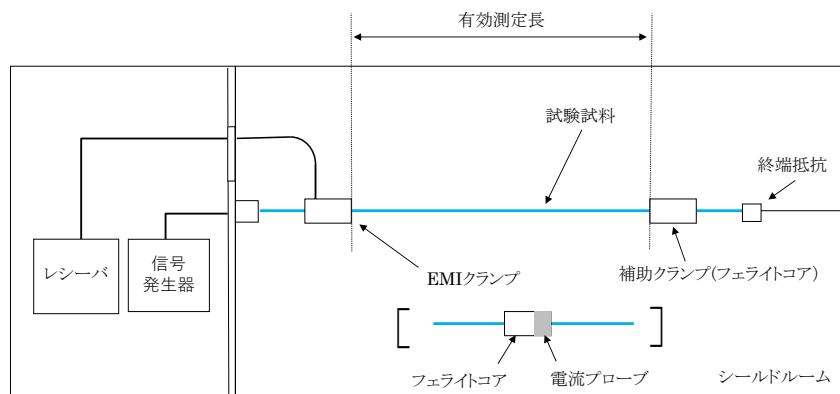 有効測定長
試験試料
終端抵抗
レシーバ
信号
発生器
EMIクランプ
補助クランプ(フェライトコア)
フェライトコア
電流プローブ
シールドルーム